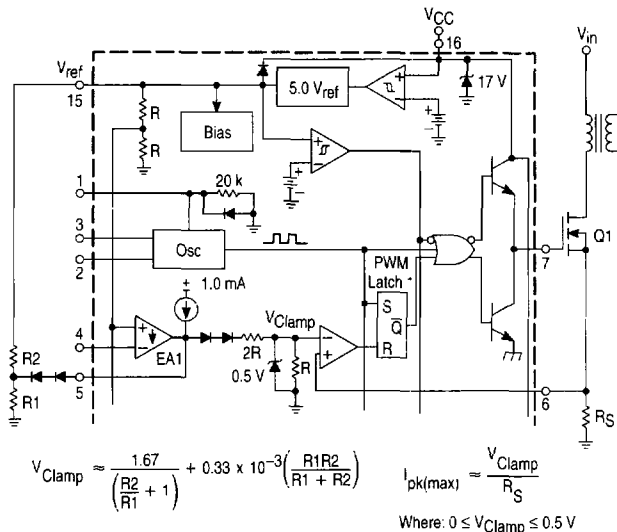 V_CC
16
V_in
V_ref
15
R
R
Bias
5.0 V_ref
17 V
+
−
+
−
+
−
+
−
1
20 k
3
2
Osc
7
Q1
1.0 mA
+
PWM
Latch
S
Q̅
R
V_Clamp
4
+
−
EA1
2R
0.5 V
R
−
+
R2
R1
5
6
R_S
V_Clamp ≈ 1.67 / (R2/R1 + 1) + 0.33 x 10⁻³ (R1R2 / R1 + R2)
I_pk(max) ≈ V_Clamp / R_S
Where: 0 ≤ V_Clamp ≤ 0.5 V